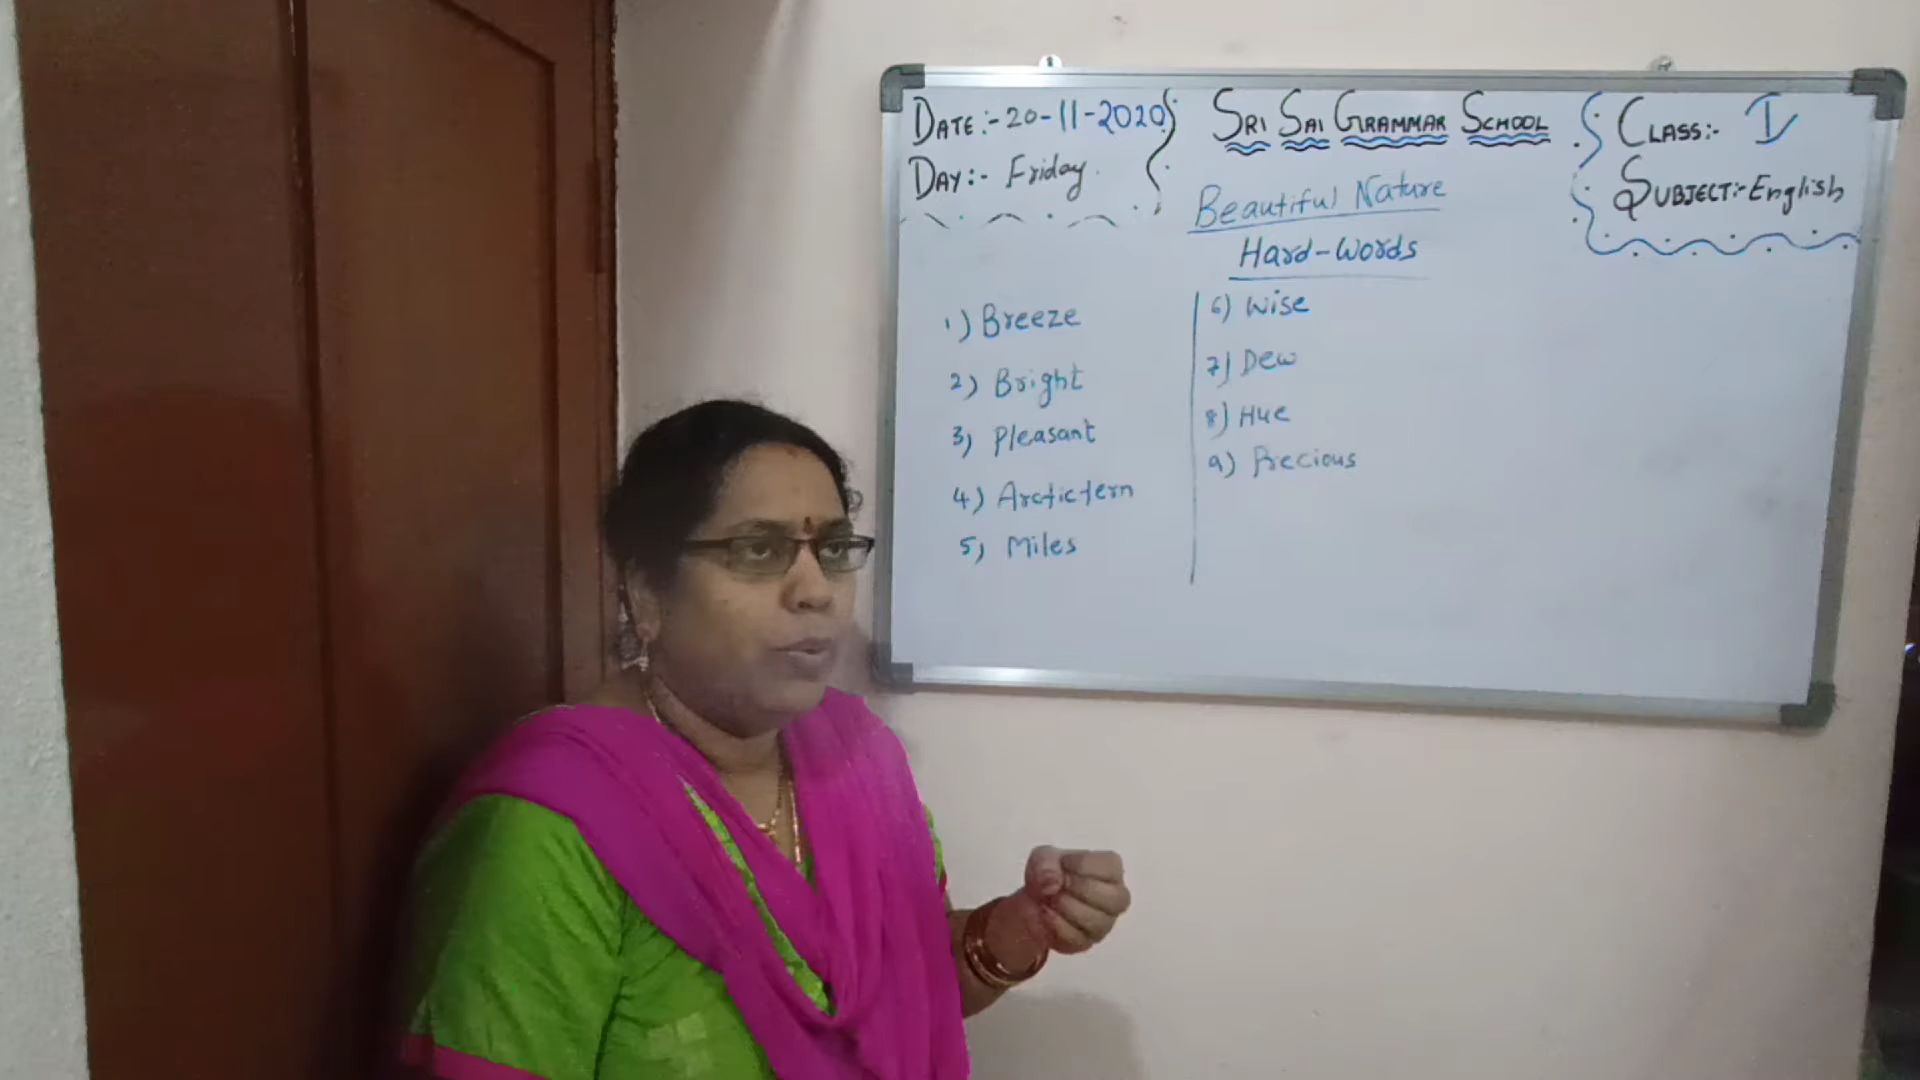 DATE:- 20-11-2020
DAY:- Friday
SRI SAI GRAMMAR SCHOOL
CLASS:- I
SUBJECT:- English
Beautiful Nature
Hard-Words
1) Breeze
2) Bright
3) Pleasant
4) Arctictern
5) Miles
6) Wise
7) Dew
8) Hue
9) Precious